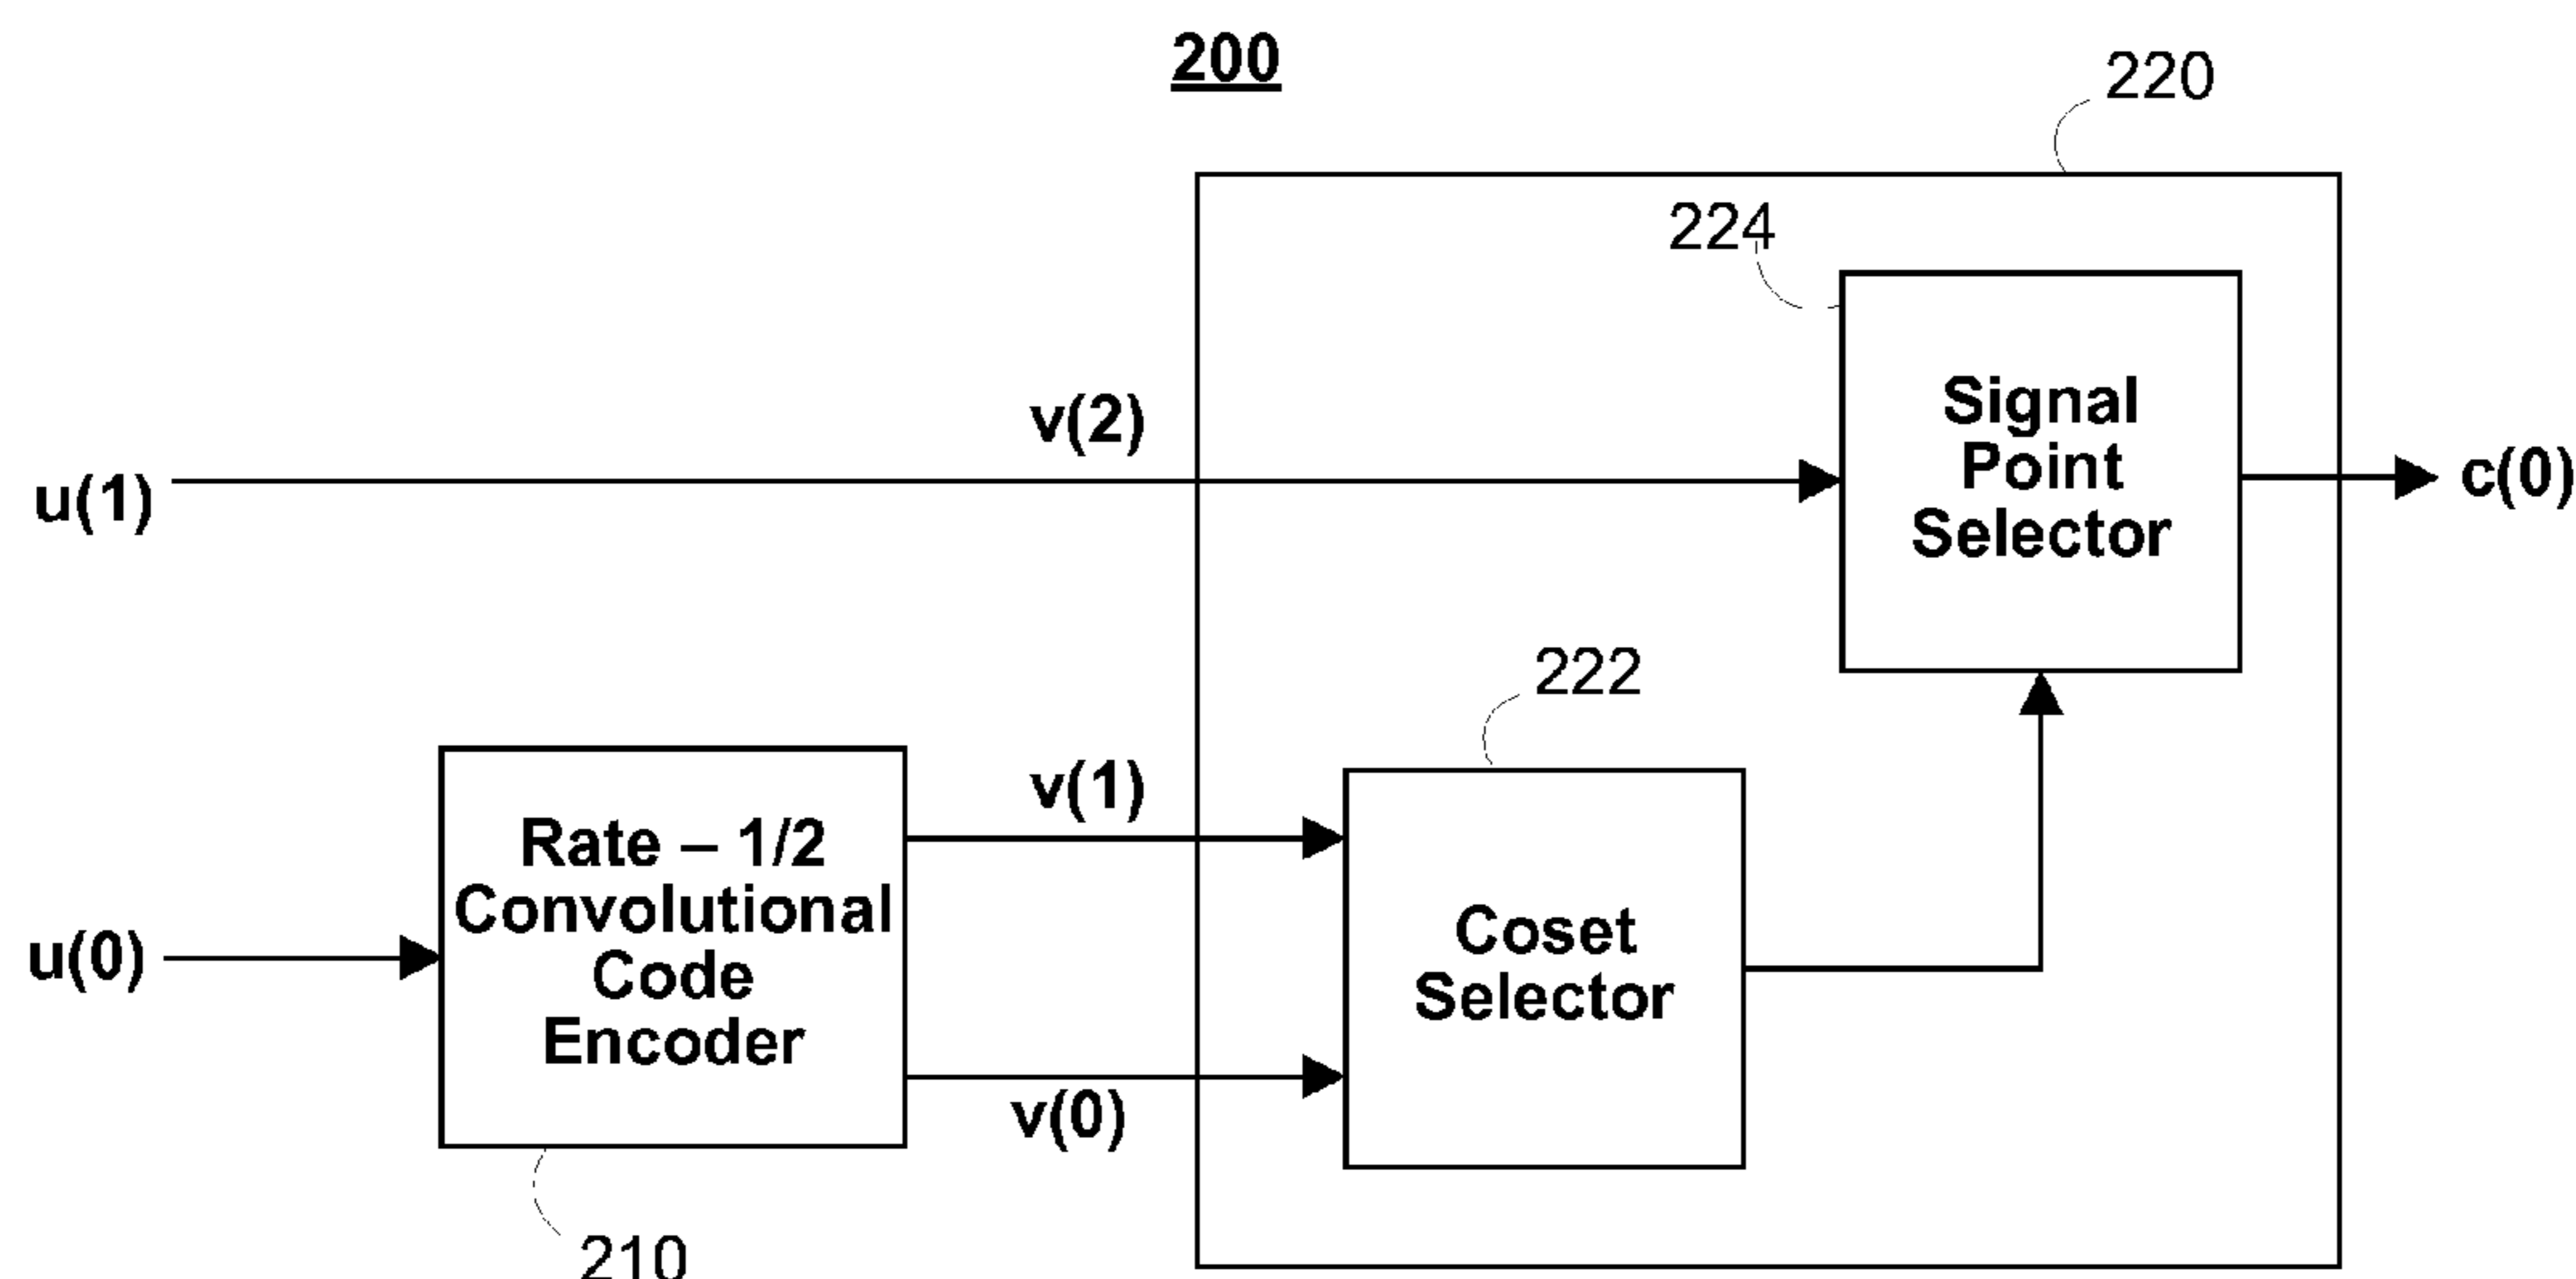 200
220
224
Signal
Point
Selector
v(2)
u(1)
c(0)
222
v(1)
Rate – 1/2
Convolutional
Code
Encoder
Coset
Selector
u(0)
v(0)
210